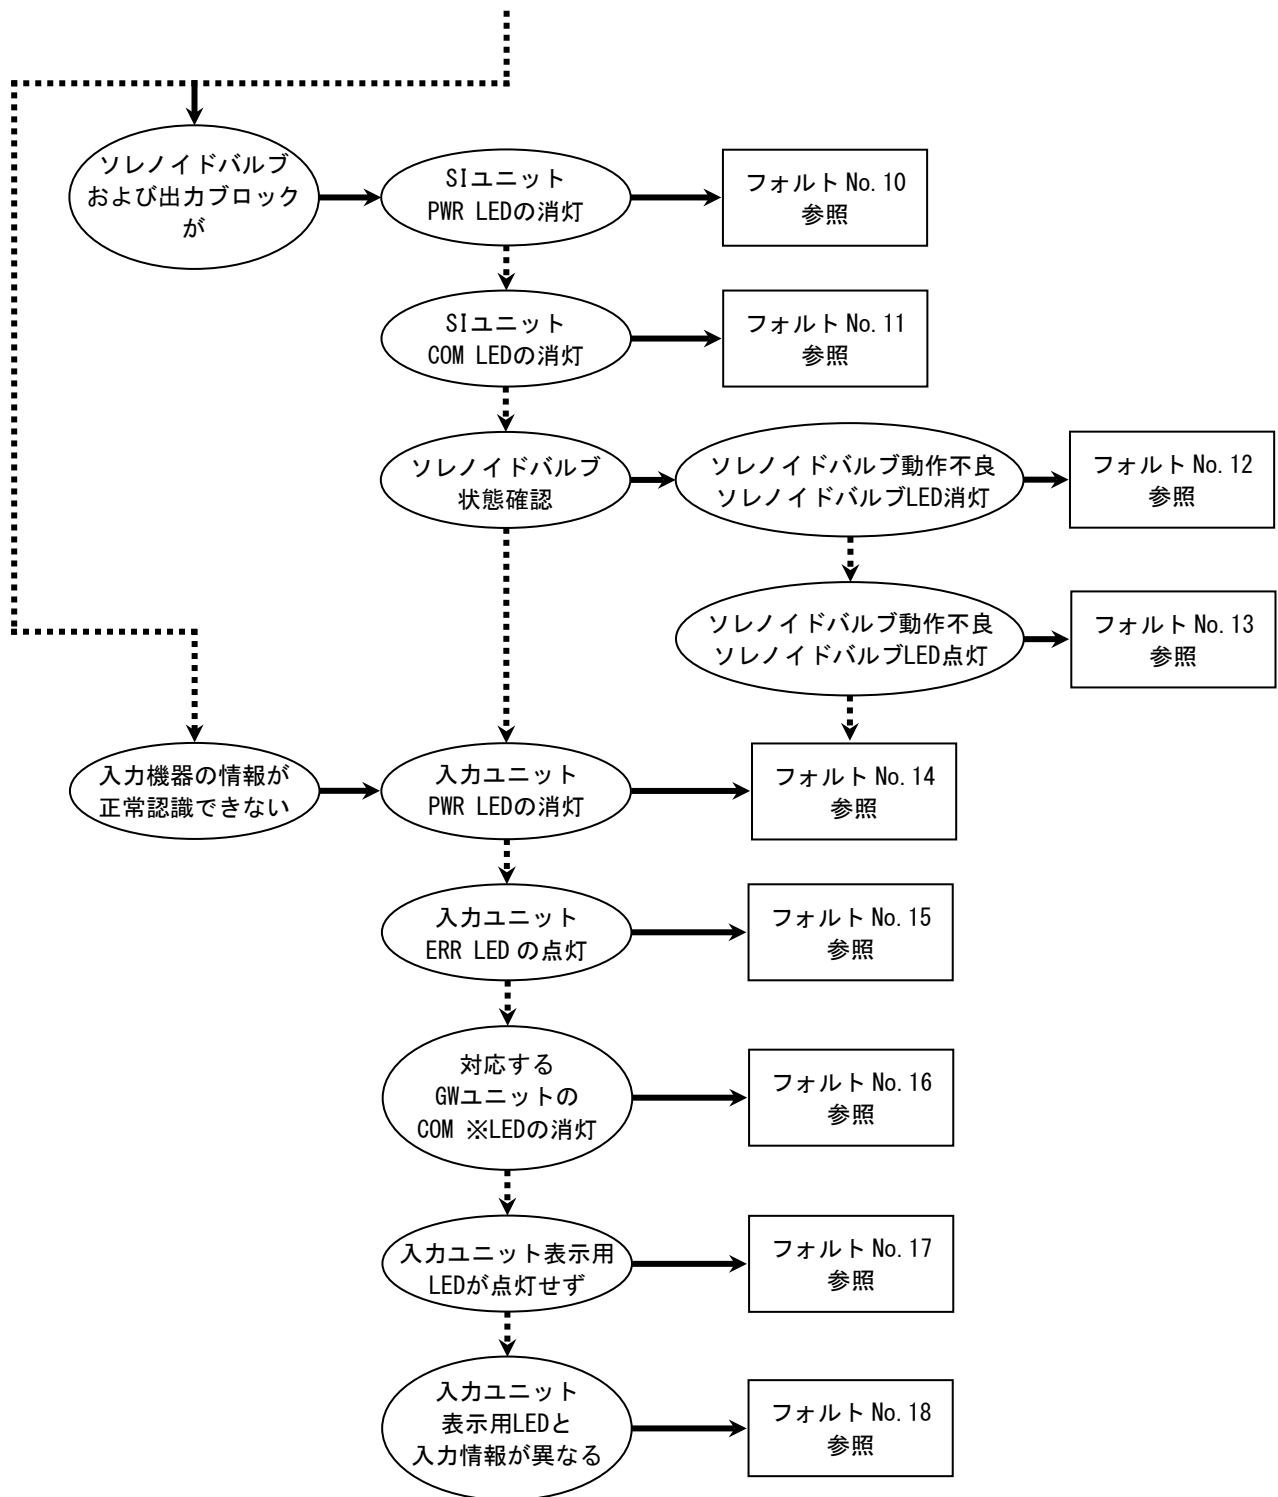 ソレノイドバルブ
および出力ブロック
が
SIユニット
PWR LEDの消灯
フォルト No.10
参照
SIユニット
COM LEDの消灯
フォルト No.11
参照
ソレノイドバルブ
状態確認
ソレノイドバルブ動作不良
ソレノイドバルブLED消灯
フォルト No.12
参照
ソレノイドバルブ動作不良
ソレノイドバルブLED点灯
フォルト No.13
参照
入力機器の情報が
正常認識できない
入力ユニット
PWR LEDの消灯
フォルト No.14
参照
入力ユニット
ERR LED の点灯
フォルト No.15
参照
対応する
GWユニットの
COM ※LEDの消灯
フォルト No.16
参照
入力ユニット表示用
LEDが点灯せず
フォルト No.17
参照
入力ユニット
表示用LEDと
入力情報が異なる
フォルト No.18
参照